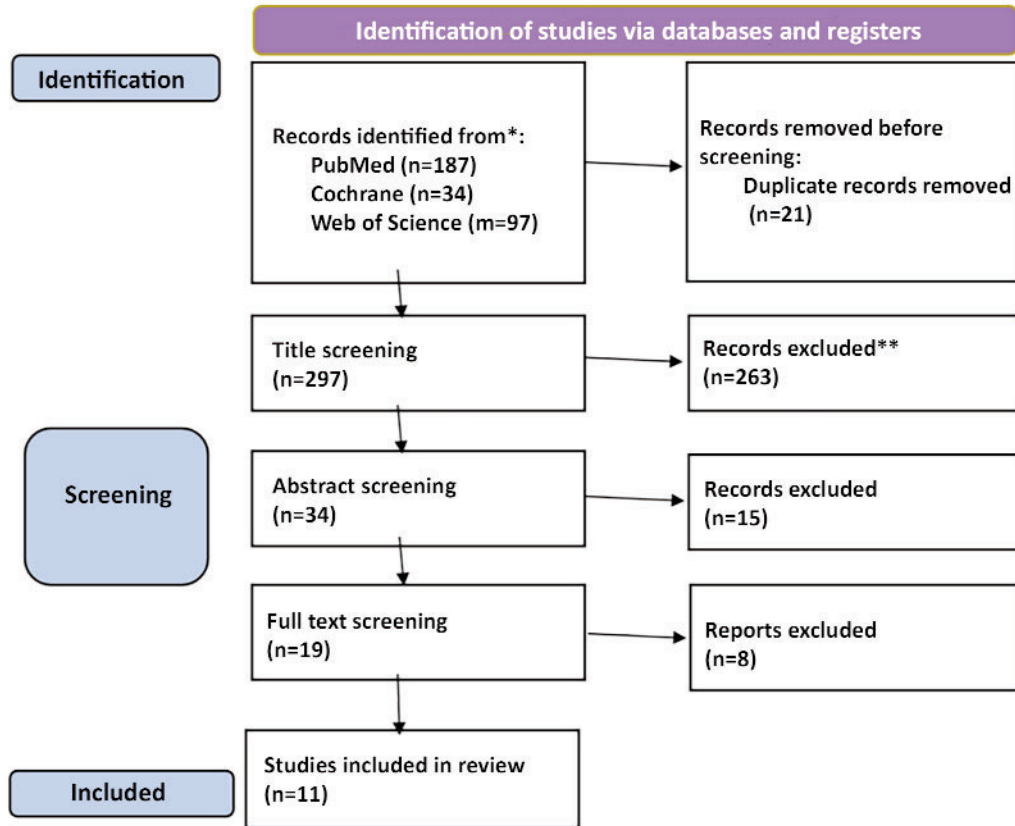 Identification of studies via databases and registers
Identification
Records identified from*:
PubMed (n=187)
Cochrane (n=34)
Web of Science (m=97)
Records removed before
screening:
Duplicate records removed
(n=21)
Title screening
(n=297)
Records excluded**
(n=263)
Screening
Abstract screening
(n=34)
Records excluded
(n=15)
Full text screening
(n=19)
Reports excluded
(n=8)
Included
Studies included in review
(n=11)